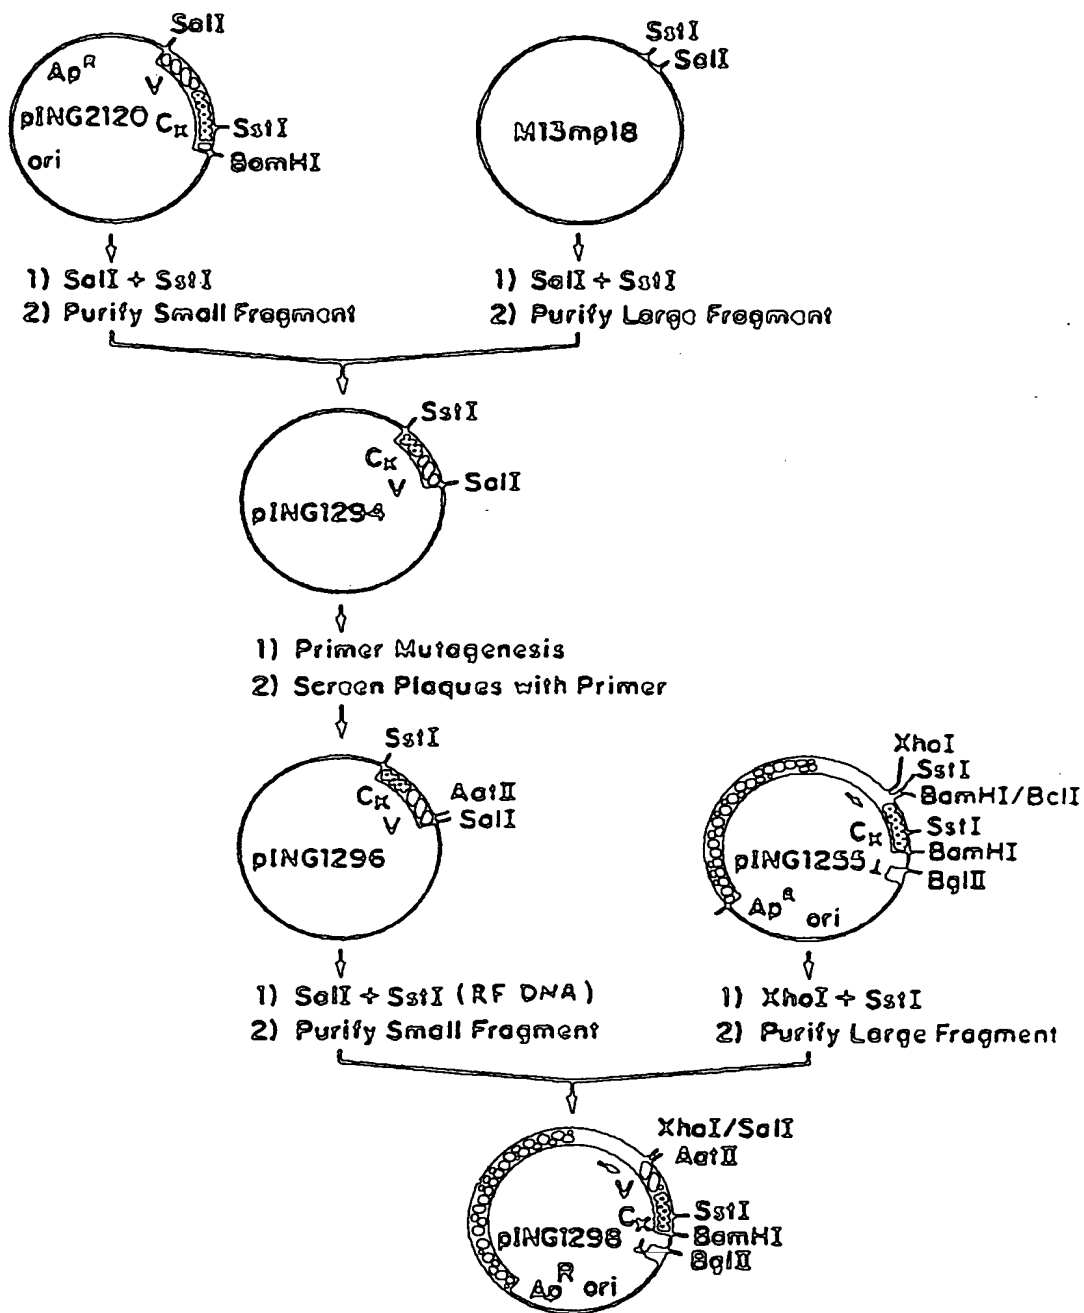 SalI
Ap^R
V
pING2120
Cκ
SstI
ori
BamHI
1) SalI + SstI
2) Purify Small Fragment
SstI
SalI
M13mp18
1) SalI + SstI
2) Purify Large Fragment
SstI
Cκ
V
SalI
pING1294
1) Primer Mutagenesis
2) Screen Plaques with Primer
SstI
AatII
Cκ
SalI
V
pING1296
1) SalI + SstI (RF DNA)
2) Purify Small Fragment
XhoI
SstI
BamHI/BclI
Cκ
SstI
pING1255
BamHI
BglII
Ap^R
ori
1) XhoI + SstI
2) Purify Large Fragment
XhoI/SalI
AatII
V
Cκ
SstI
pING1298
BamHI
BglII
Ap^R ori